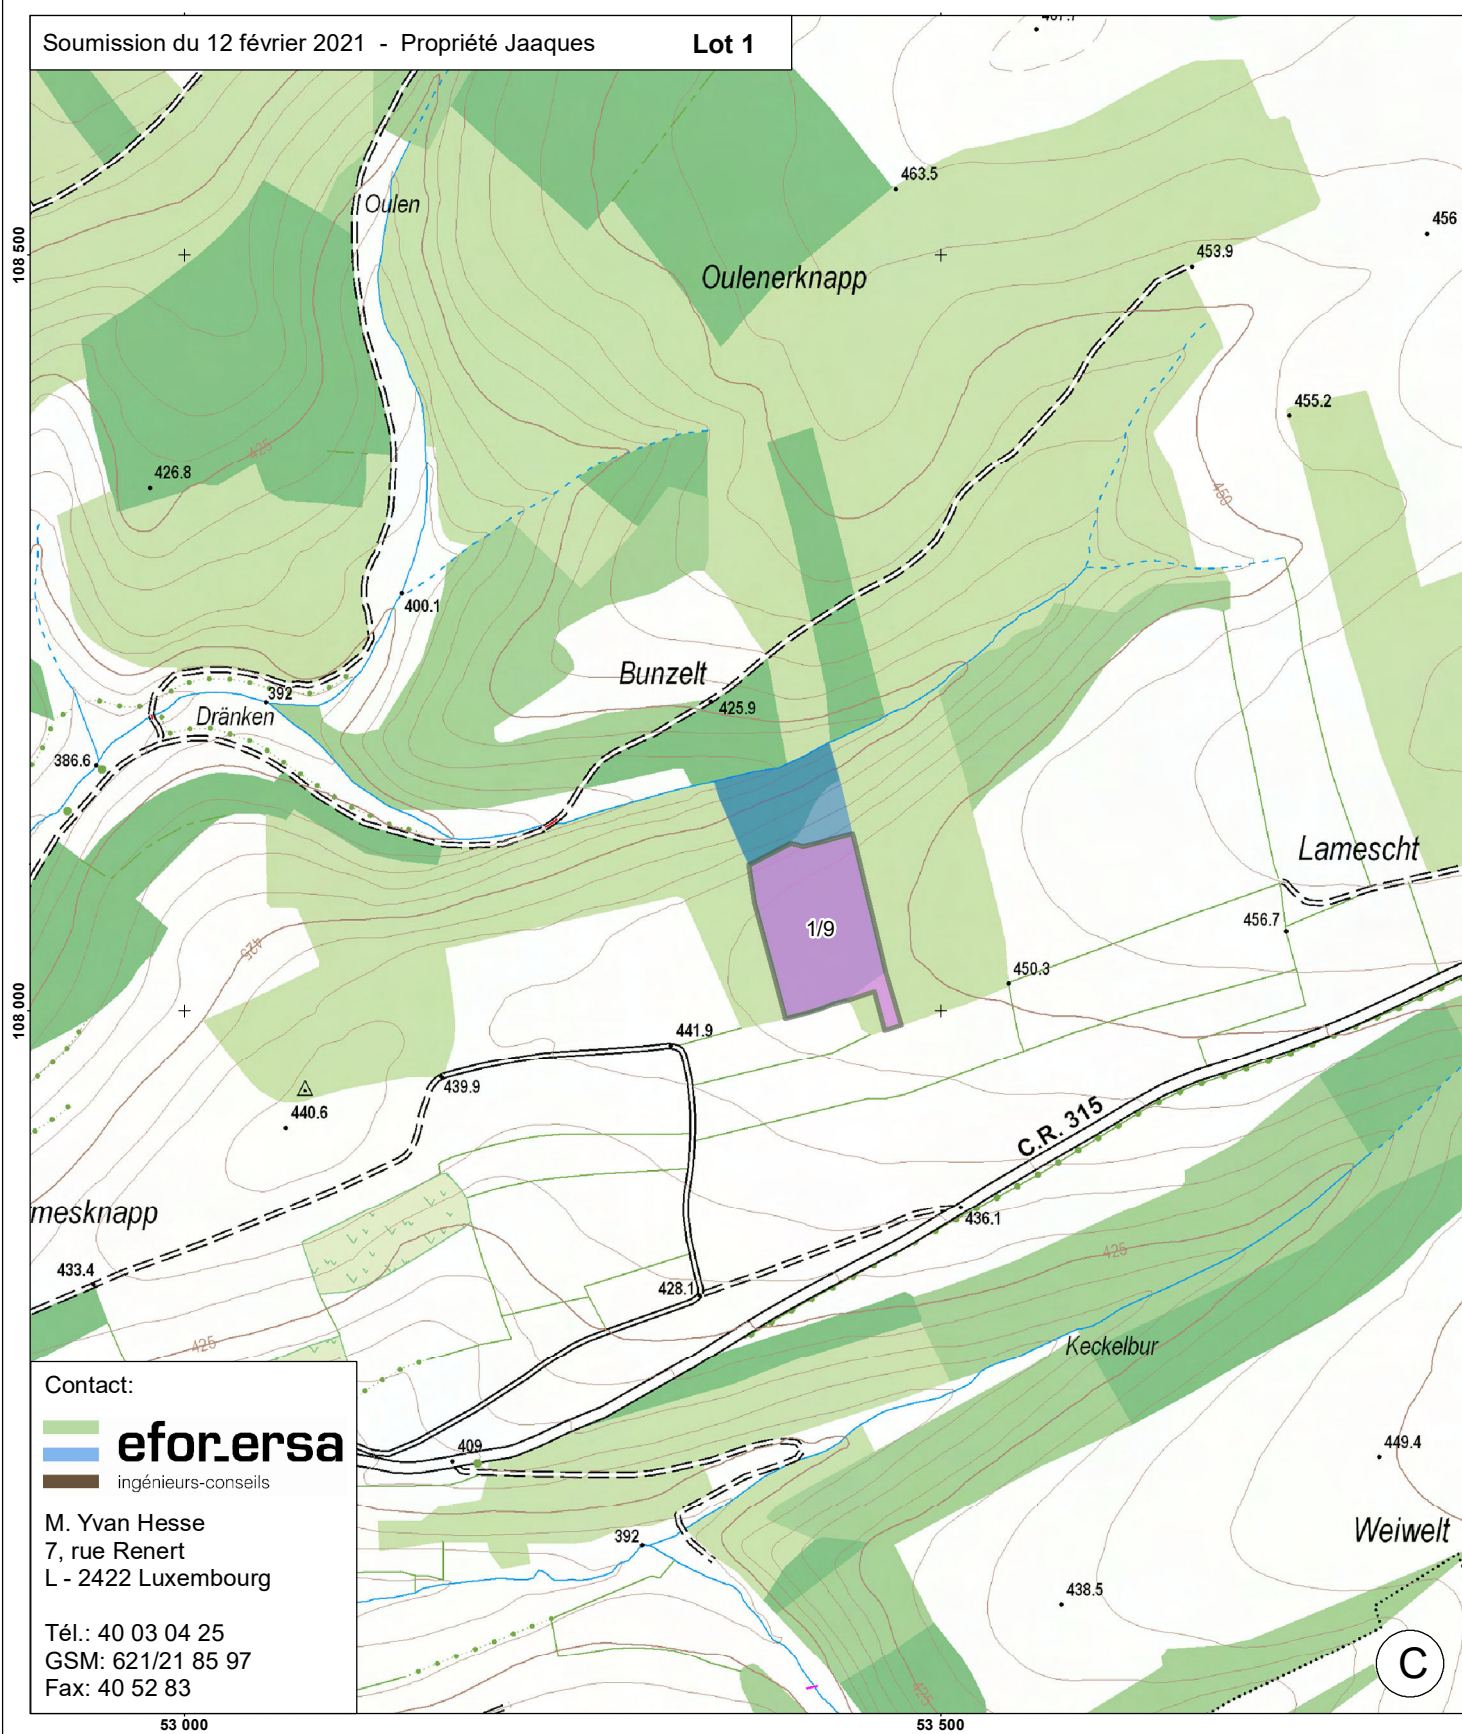 Soumission du 12 février 2021 - Propriété Jaaques Lot 1
463.5
Oulen
456
108 500
453.9
Oulenerknapp
455.2
425
426.8
450
400.1
Bunzelt
392
425.9
Dränken
386.6
Lamescht
456.7
1/9
425
450.3
108 000
441.9
439.9
440.6
C.R. 315
mesknapp
436.1
425
433.4
428.1
425
Keckelbur
Contact:
efor_ersa
ingénieurs-conseils
409
449.4
M. Yvan Hesse
7, rue Renert
L - 2422 Luxembourg
392
Weiwelt
438.5
Tél.: 40 03 04 25
GSM: 621/21 85 97
Fax: 40 52 83
425
C
53 000
53 500